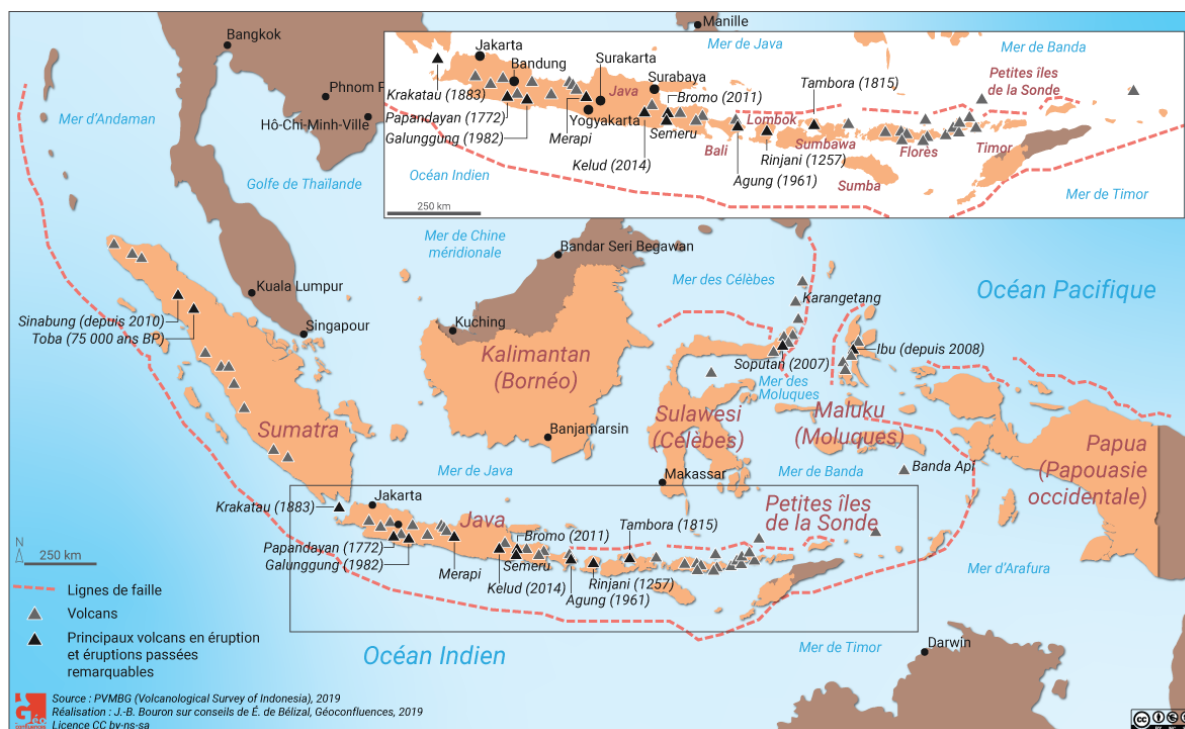 Bangkok
Phnom P
Hô-Chi-Minh-Ville
Mer d'Andaman
Golfe de Thaïlande
Manille
Mer de Java
Mer de Banda
Jakarta
Bandung
Surakarta
Surabaya
Java
Krakatau (1883)
Papandayan (1772)
Galunggung (1982)
Merapi
Yogyakarta
Kelud (2014)
Bromo (2011)
Semeru
Bali
Lombok
Agung (1961)
Rinjani (1257)
Tambora (1815)
Sumbawa
Sumba
Florès
Petites îles
de la Sonde
Timor
Mer de Timor
Océan Indien
250 km
Mer de Chine
méridionale
Bandar Seri Begawan
Mer des Célèbes
Karangetang
Océan Pacifique
Kuala Lumpur
Singapour
Sinabung (depuis 2010)
Toba (75 000 ans BP)
Kuching
Kalimantan
(Bornéo)
Soputan (2007)
Ibu (depuis 2008)
Mer des
Moluques
Sumatra
Sulawesi
(Célèbes)
Maluku
(Moluques)
Papua
(Papouasie
occidentale)
Banjamarsin
Mer de Java
Makassar
Mer de Banda
Banda Api
Krakatau (1883)
Jakarta
Java
Petites îles
de la Sonde
Papandayan (1772)
Galunggung (1982)
Merapi
Kelud (2014)
Bromo (2011)
Semeru
Agung (1961)
Rinjani (1257)
Tambora (1815)
Mer d'Arafura
Mer de Timor
Darwin
Océan Indien
N
250 km
Lignes de faille
Volcans
Principaux volcans en éruption
et éruptions passées
remarquables
Géo
Source : PVMBG (Volcanological Survey of Indonesia), 2019
Réalisation : J.-B. Bouron sur conseils de É. de Bélizal, Géoconfluences, 2019
Licence CC by-ns-sa